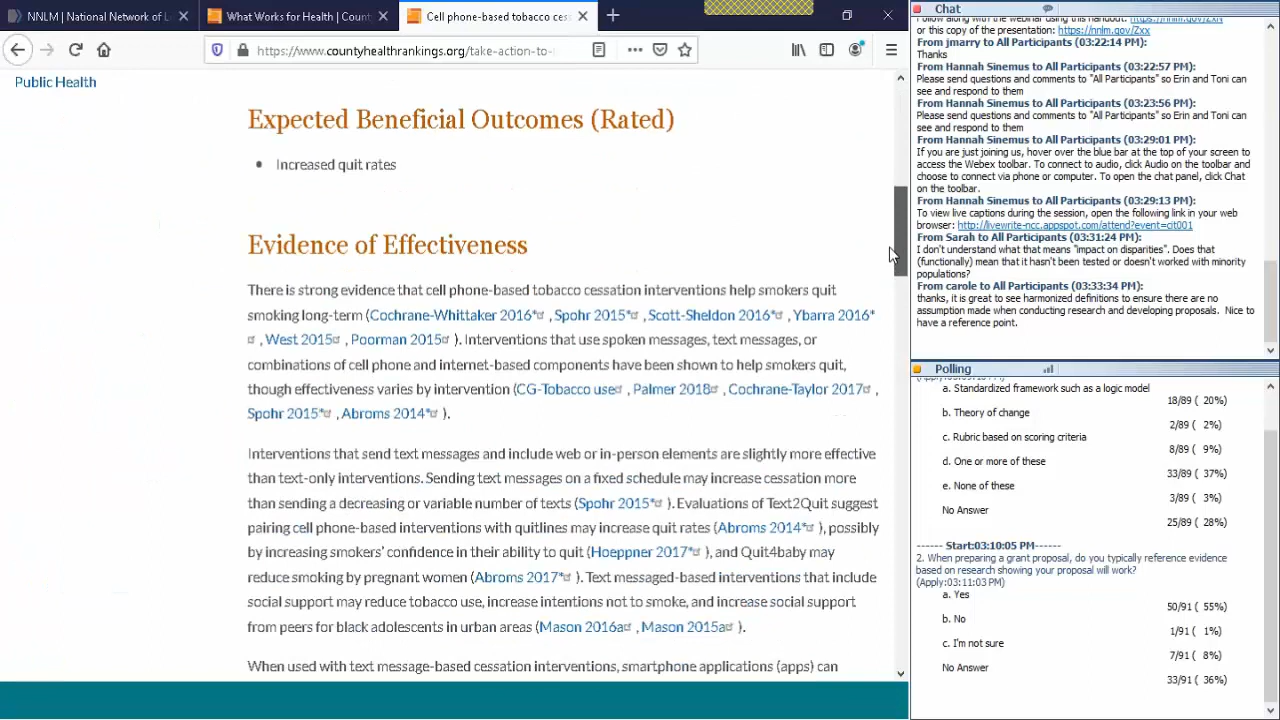 NNLM | National Network of L
What Works for Health | Count
Cell phone-based tobacco cess
https://www.countyhealthrankings.org/take-action-to-
Public Health
Expected Beneficial Outcomes (Rated)
• Increased quit rates
Evidence of Effectiveness
There is strong evidence that cell phone-based tobacco cessation interventions help smokers quit
smoking long-term (Cochrane-Whittaker 2016* , Spohr 2015* , Scott-Sheldon 2016* , Ybarra 2016*
, West 2015 , Poorman 2015 ). Interventions that use spoken messages, text messages, or
combinations of cell phone and internet-based components have been shown to help smokers quit,
though effectiveness varies by intervention (CG-Tobacco use , Palmer 2018 , Cochrane-Taylor 2017 ,
Spohr 2015* , Abroms 2014* ).
Interventions that send text messages and include web or in-person elements are slightly more effective
than text-only interventions. Sending text messages on a fixed schedule may increase cessation more
than sending a decreasing or variable number of texts (Spohr 2015* ). Evaluations of Text2Quit suggest
pairing cell phone-based interventions with quitlines may increase quit rates (Abroms 2014* ), possibly
by increasing smokers' confidence in their ability to quit (Hoeppner 2017* ), and Quit4baby may
reduce smoking by pregnant women (Abroms 2017* ). Text messaged-based interventions that include
social support may reduce tobacco use, increase intentions not to smoke, and increase social support
from peers for black adolescents in urban areas (Mason 2016a , Mason 2015a ).
When used with text message-based cessation interventions, smartphone applications (apps) can
Chat
Follow along with the webinar using this handout: https://nnlm.gov/ZxN
or this copy of the presentation: https://nnlm.gov/Zxx
From jmarry to All Participants (03:22:14 PM):
Thanks
From Hannah Sinemus to All Participants (03:22:57 PM):
Please send questions and comments to "All Participants" so Erin and Toni can
see and respond to them
From Hannah Sinemus to All Participants (03:23:56 PM):
Please send questions and comments to "All Participants" so Erin and Toni can
see and respond to them
From Hannah Sinemus to All Participants (03:29:01 PM):
If you are just joining us, hover over the blue bar at the top of your screen to
access the Webex toolbar. To connect to audio, click Audio on the toolbar and
choose to connect via phone or computer. To open the chat panel, click Chat
on the toolbar.
From Hannah Sinemus to All Participants (03:29:13 PM):
To view live captions during the session, open the following link in your web
browser: http://livewrite-ncc.appspot.com/attend?event=cit001
From Sarah to All Participants (03:31:24 PM):
I don't understand what that means "impact on disparities". Does that
(functionally) mean that it hasn't been tested or doesn't worked with minority
populations?
From carole to All Participants (03:33:34 PM):
thanks, it is great to see harmonized definitions to ensure there are no
assumption made when conducting research and developing proposals. Nice to
have a reference point.
Polling
a. Standardized framework such as a logic model
18/89 ( 20%)
b. Theory of change
2/89 ( 2%)
c. Rubric based on scoring criteria
8/89 ( 9%)
d. One or more of these
33/89 ( 37%)
e. None of these
3/89 ( 3%)
No Answer
25/89 ( 28%)
------ Start:03:10:05 PM------
2. When preparing a grant proposal, do you typically reference evidence
based on research showing your proposal will work?
(Apply:03:11:03 PM)
a. Yes
50/91 ( 55%)
b. No
1/91 ( 1%)
c. I'm not sure
7/91 ( 8%)
No Answer
33/91 ( 36%)